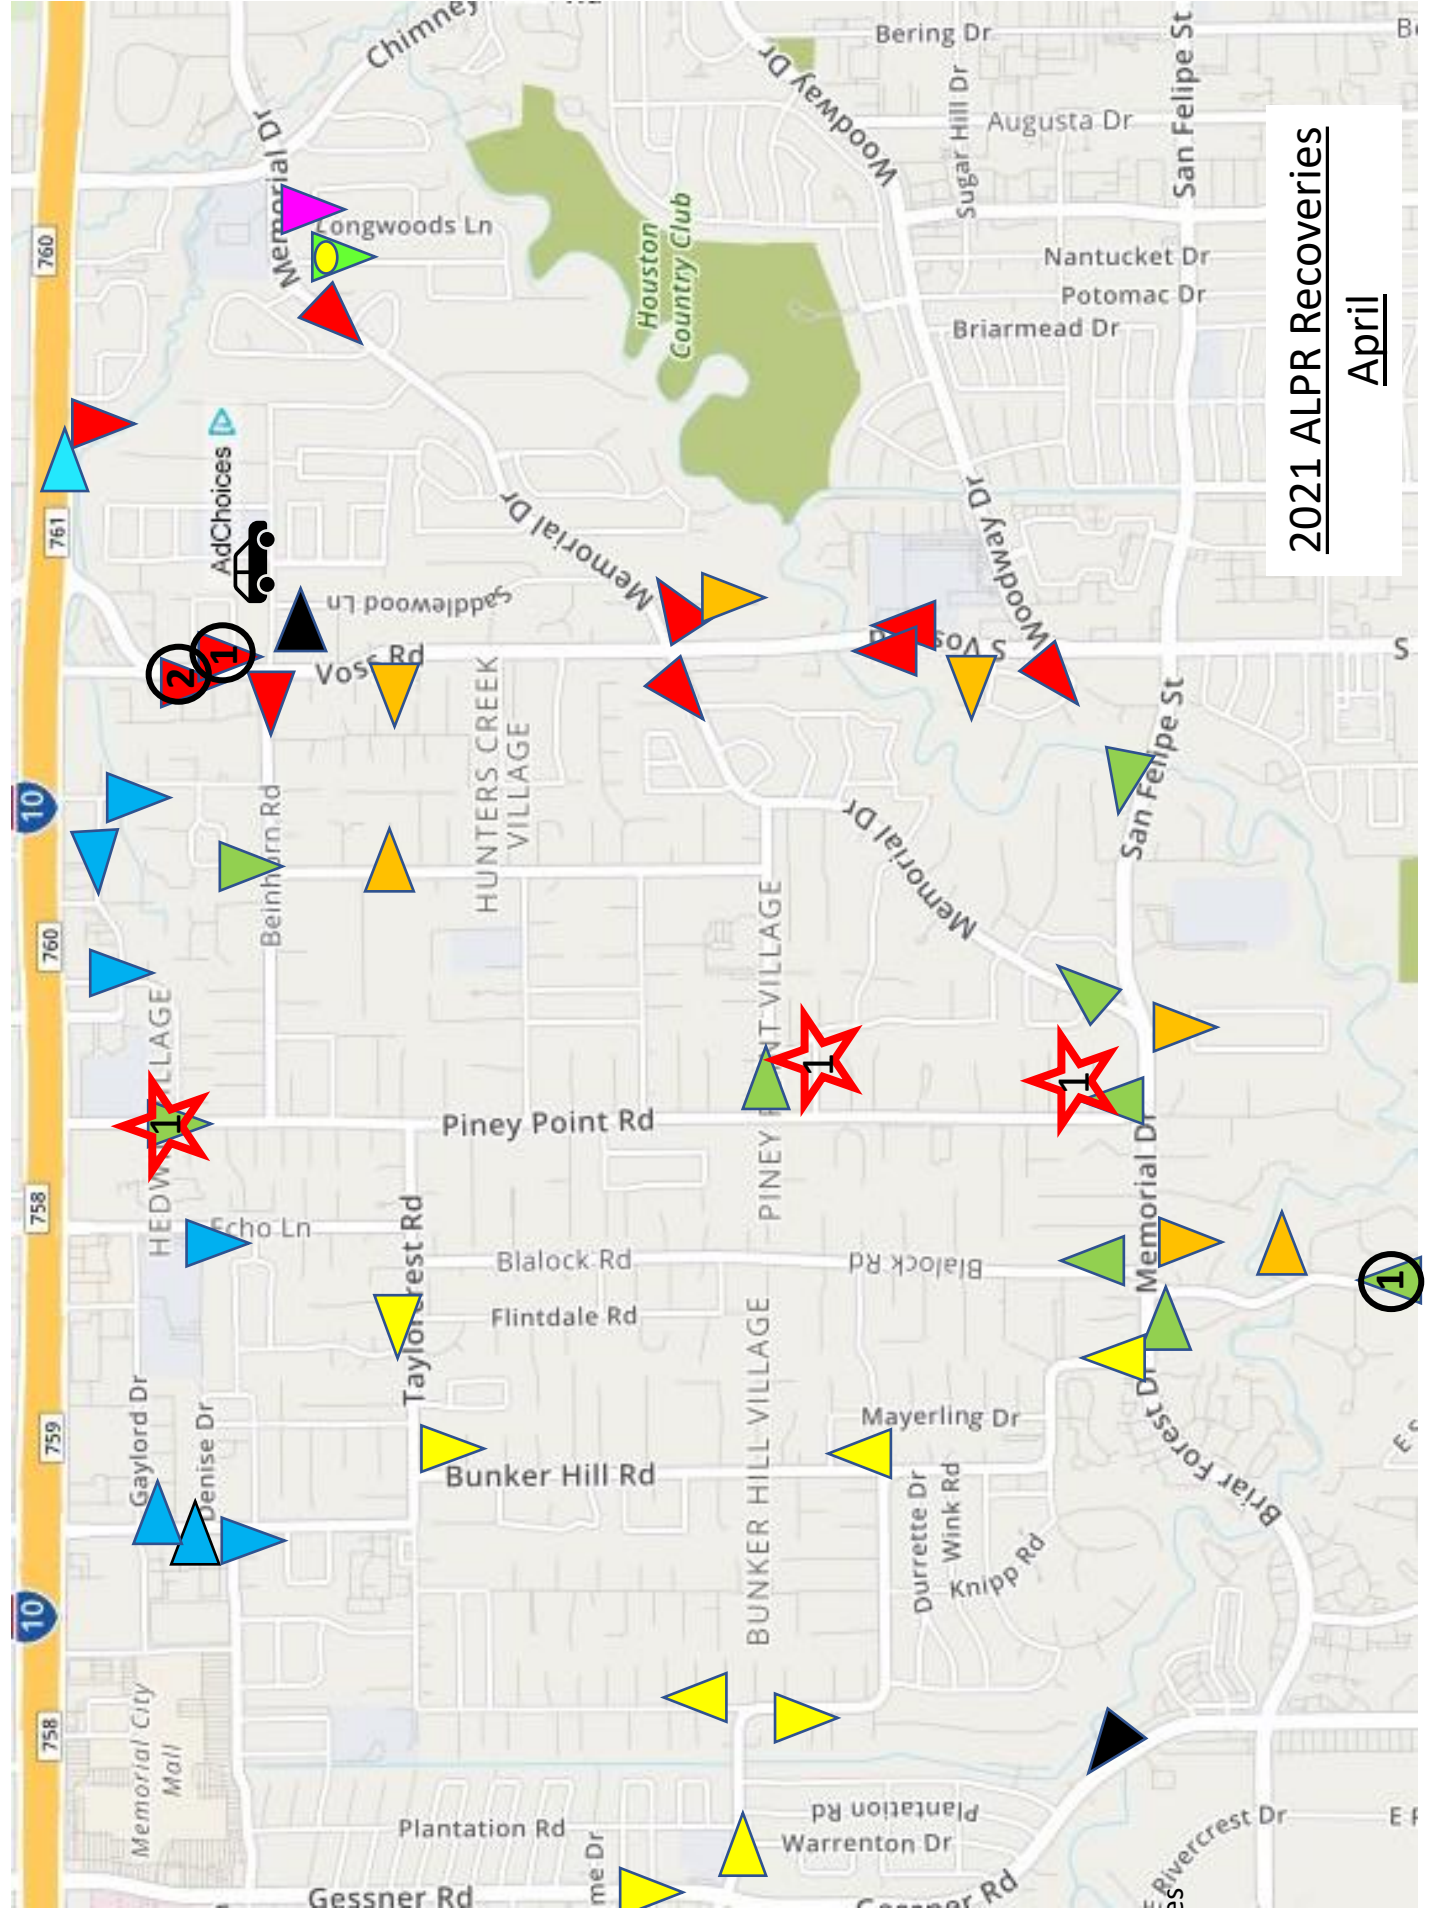 2021 ALPR Recoveries
April
10
10
760
761
760
758
759
758
Chimney
Memorial Dr
Longwoods Ln
Houston
Country Club
Woodway Dr
Bering Dr
Sugar Hill Dr
Augusta Dr
San Felipe St
Nantucket Dr
Potomac Dr
Briarmead Dr
AdChoices
Saddlewood Ln
Memorial Dr
Woodway Dr
2
1
Voss Rd
S Voss
S
HUNTERS CREEK
VILLAGE
Beinhorn Rd
Memorial Dr
San Felipe St
HEDW VILLAGE
1
1
1
Piney Point Rd
PINEY P NT VILLAGE
Echo Ln
Taylorcrest Rd
Blalock Rd
Blalock Rd
Flintdale Rd
Memorial Dr
1
Gaylord Dr
Denise Dr
Bunker Hill Rd
BUNKER HILL VILLAGE
Mayerling Dr
Durrette Dr
Wink Rd
Knipp Rd
Briar Forest Dr
Memorial City
Mall
Plantation Rd
Plantation Rd
Warrenton Dr
me Dr
Gessner Rd
Gessner Rd
E Rivercrest Dr
es